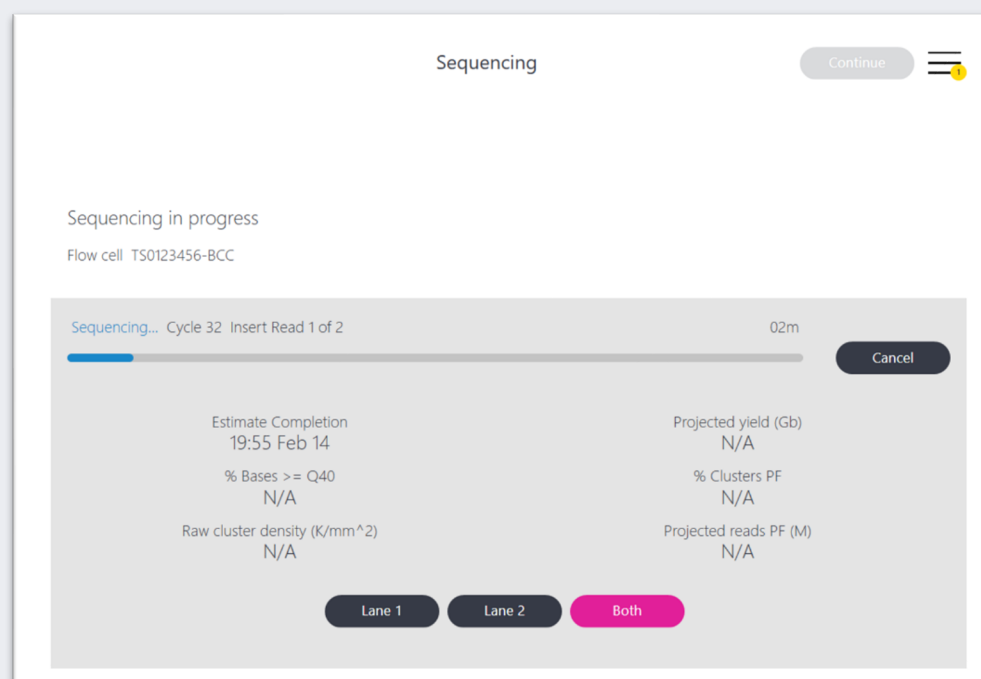 Sequencing
Continue
1
Sequencing in progress
Flow cell TS0123456-BCC
Sequencing... Cycle 32 Insert Read 1 of 2
02m
Cancel
Estimate Completion
19:55 Feb 14
Projected yield (Gb)
N/A
% Bases >= Q40
N/A
% Clusters PF
N/A
Raw cluster density (K/mm^2)
N/A
Projected reads PF (M)
N/A
Lane 1
Lane 2
Both